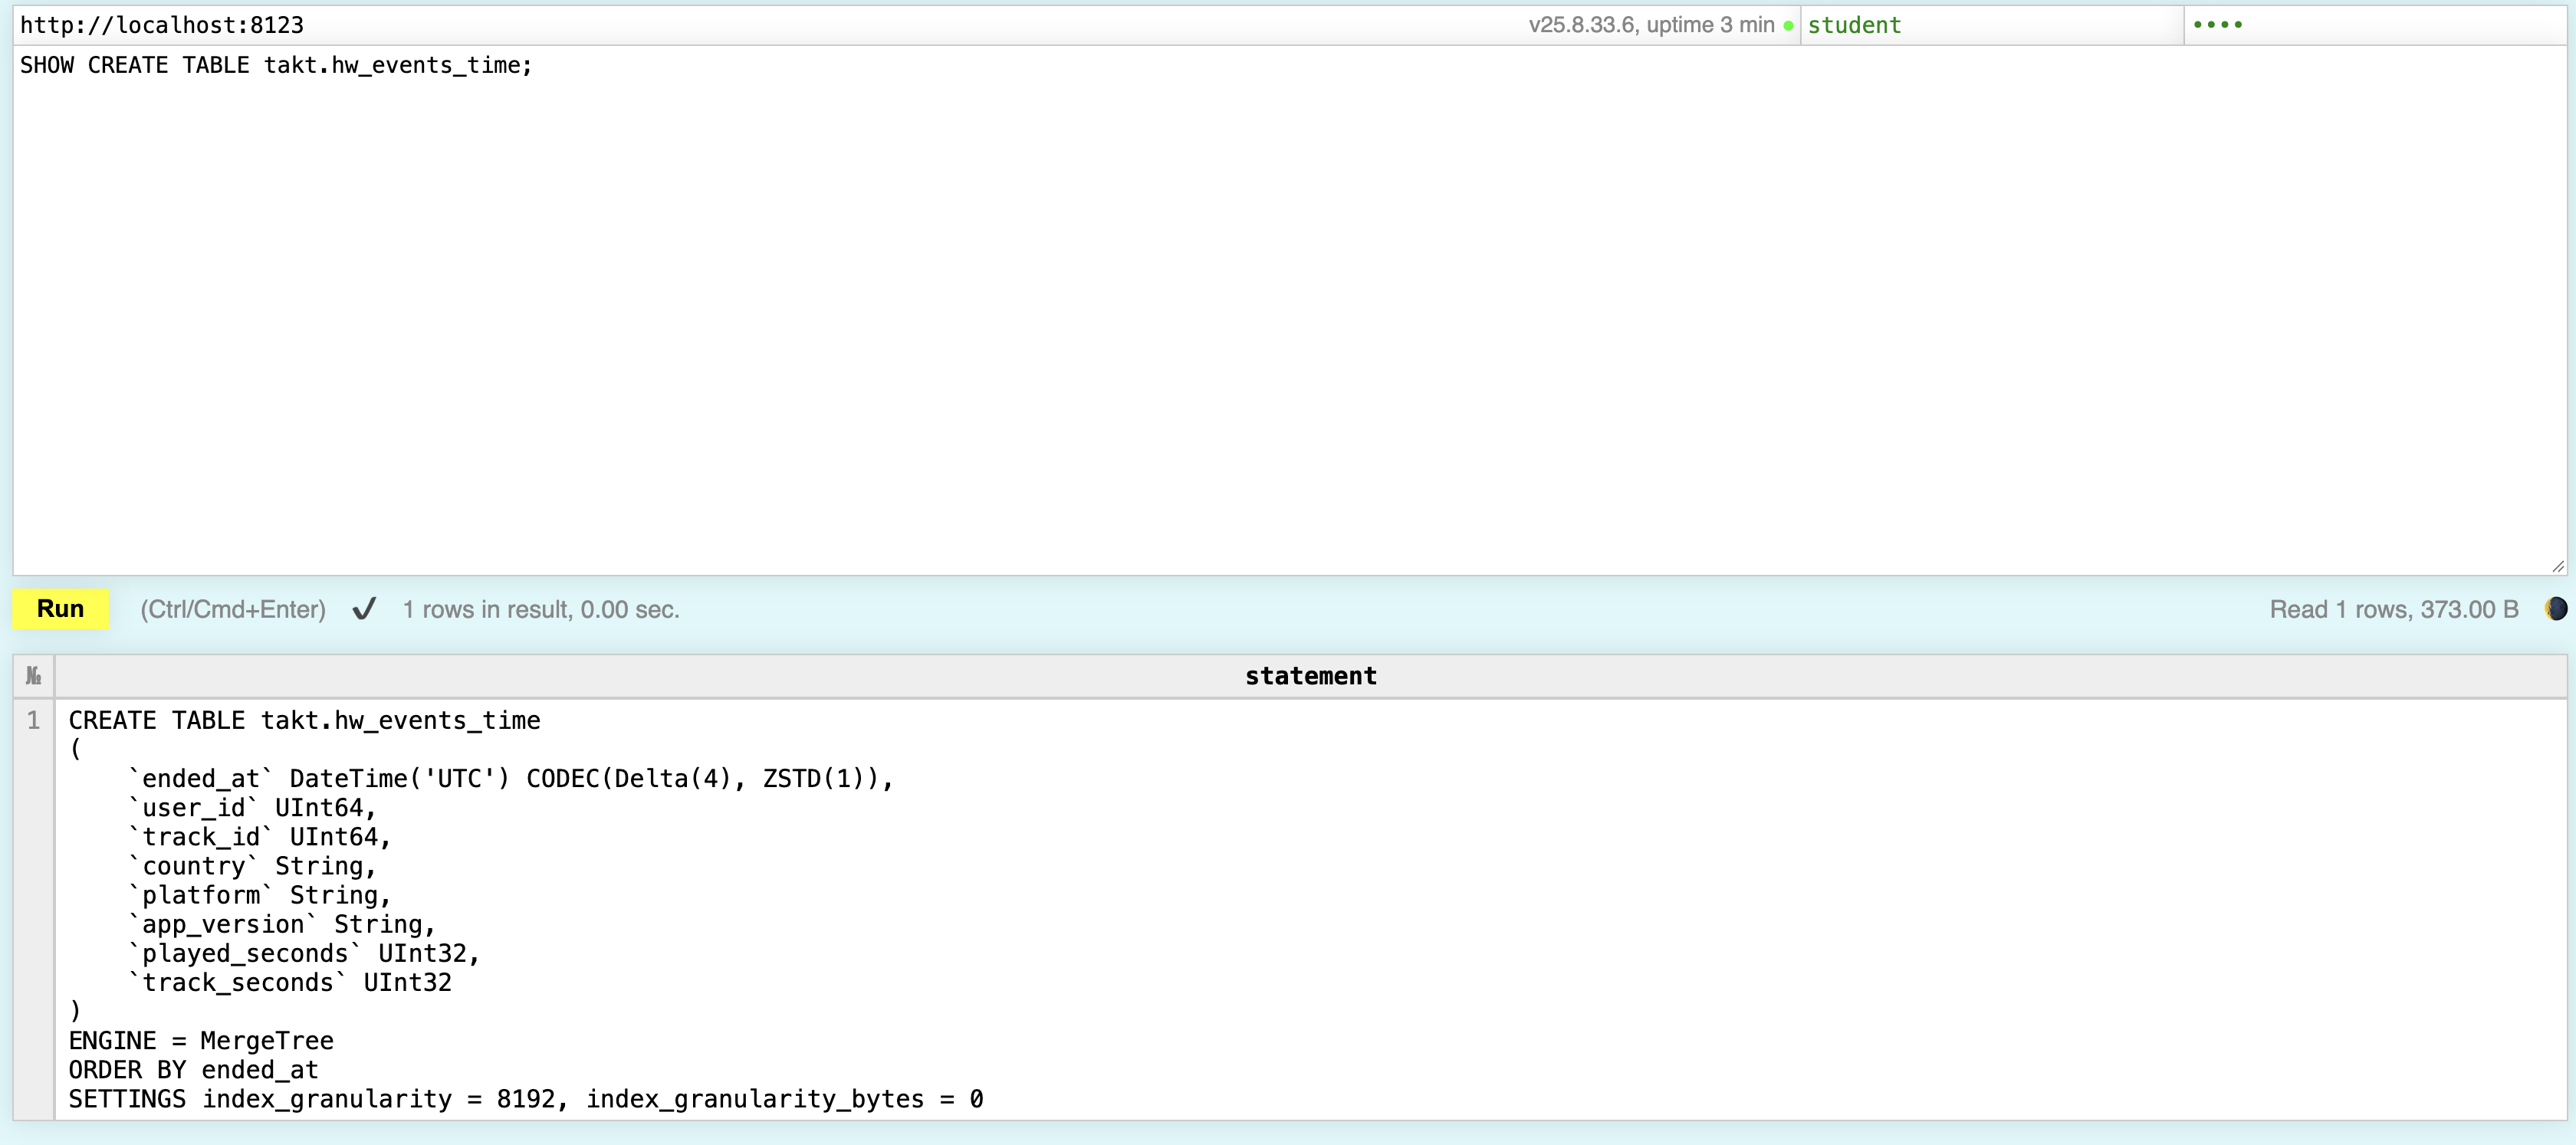 http://localhost:8123 v25.8.33.6, uptime 3 min student ••••
SHOW CREATE TABLE takt.hw_events_time;
Run (Ctrl/Cmd+Enter) ✔ 1 rows in result, 0.00 sec. Read 1 rows, 373.00 B
№ statement
1 CREATE TABLE takt.hw_events_time
(
    `ended_at` DateTime('UTC') CODEC(Delta(4), ZSTD(1)),
    `user_id` UInt64,
    `track_id` UInt64,
    `country` String,
    `platform` String,
    `app_version` String,
    `played_seconds` UInt32,
    `track_seconds` UInt32
)
ENGINE = MergeTree
ORDER BY ended_at
SETTINGS index_granularity = 8192, index_granularity_bytes = 0